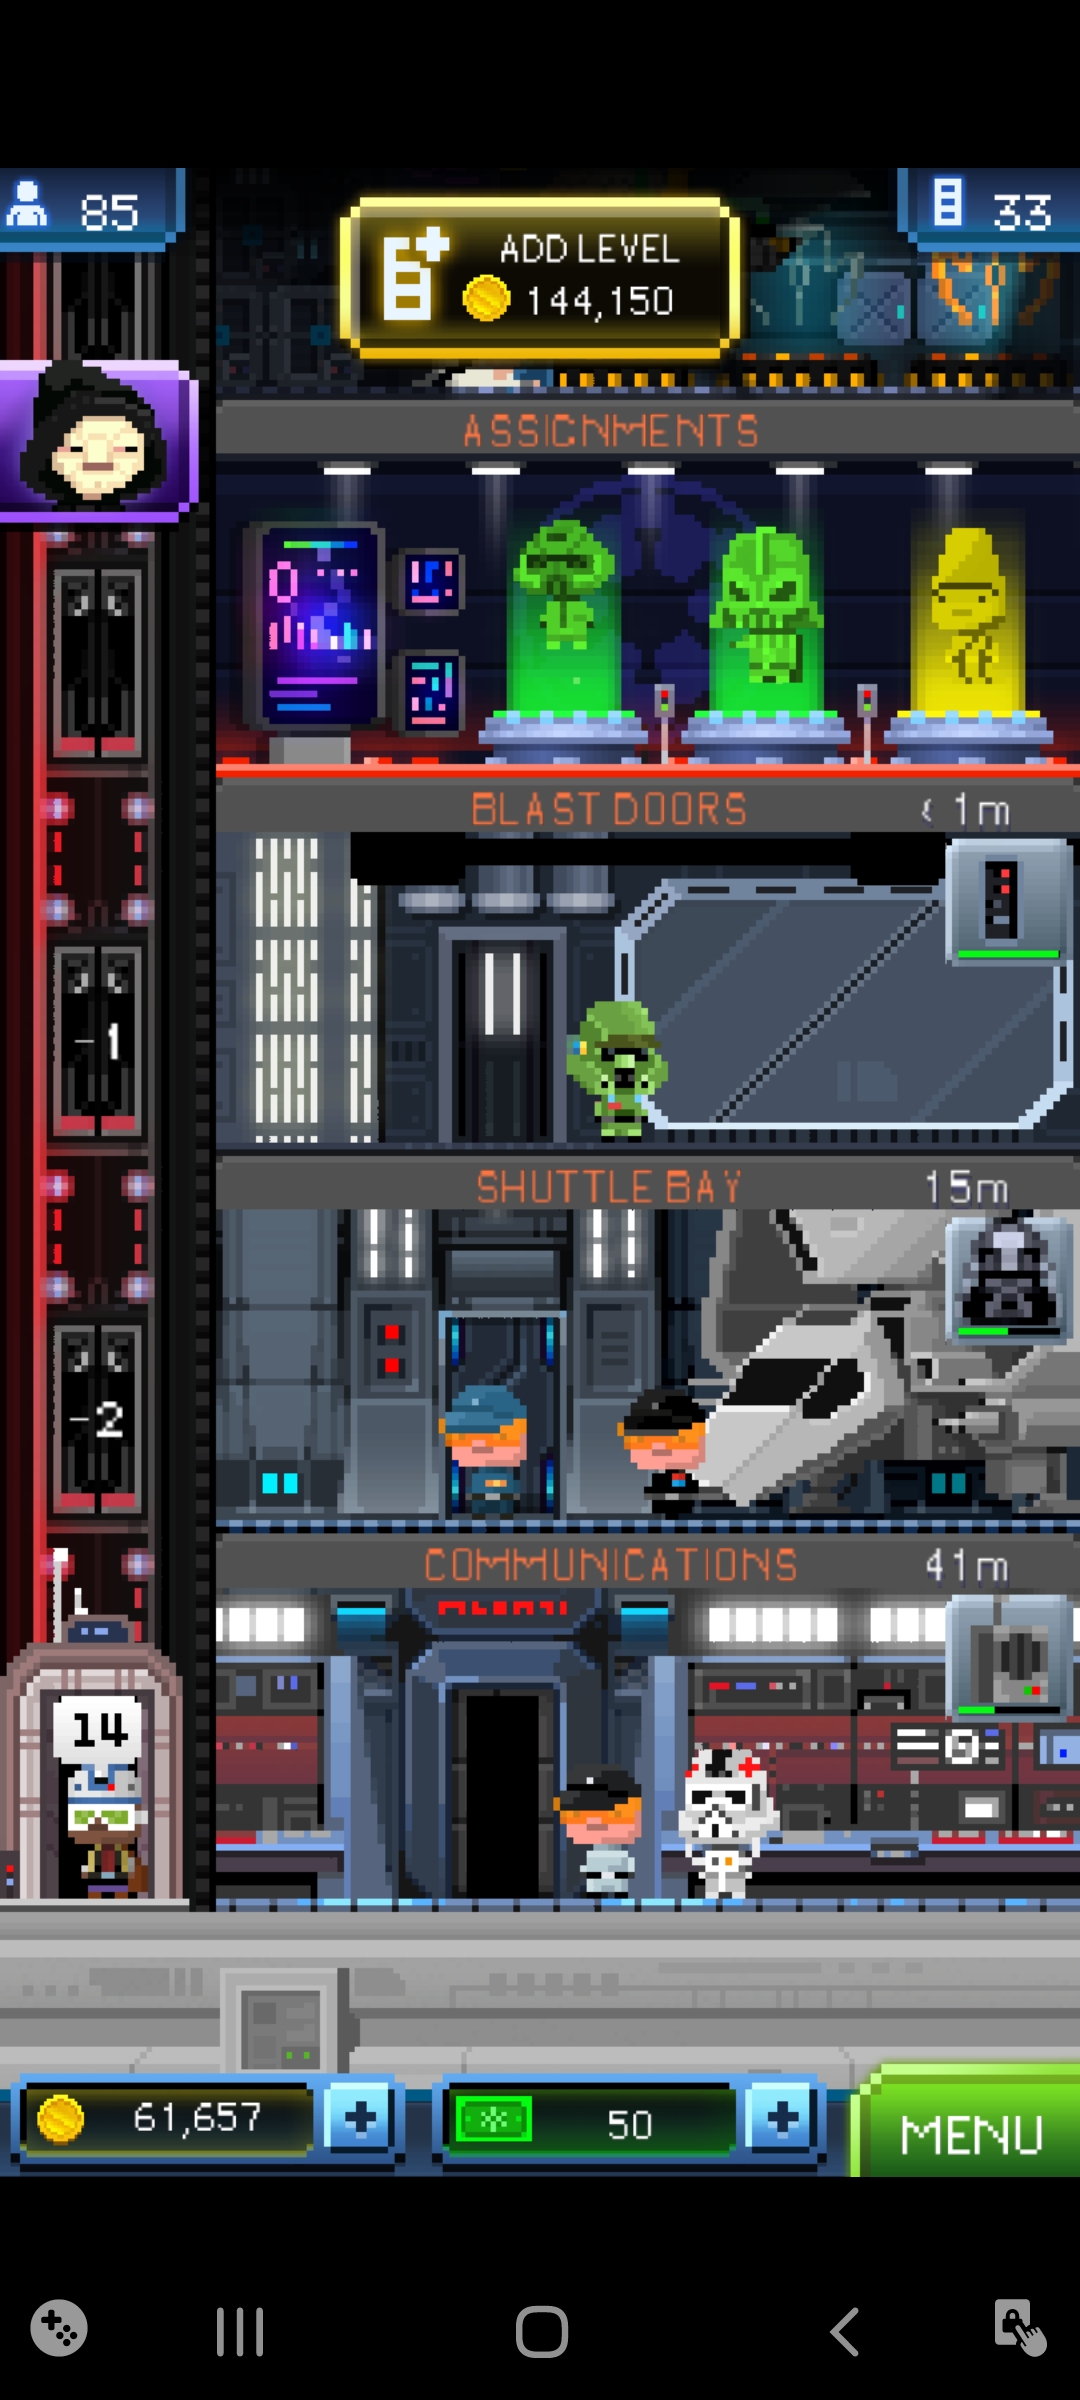 85
ADD LEVEL
144,150
33
ASSIGNMENTS
BLAST DOORS
< 1m
-1
SHUTTLE BAY
15m
-2
COMMUNICATIONS
41m
14
61,657
50
MENU